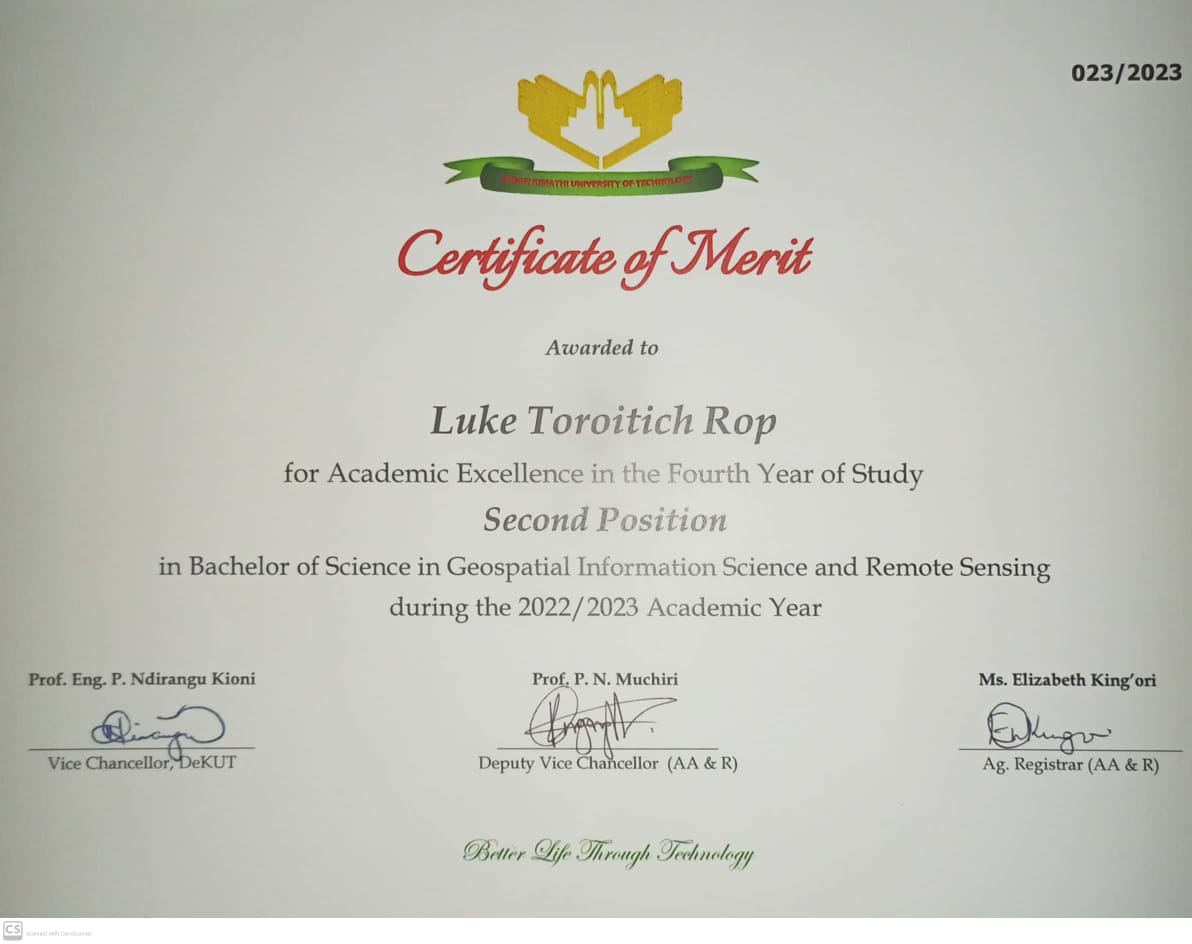 023/2023
KIMATHI UNIVERSITY OF TECHNOLOGY
Certificate of Merit
Awarded to
Luke Toroitich Rop
for Academic Excellence in the Fourth Year of Study
Second Position
in Bachelor of Science in Geospatial Information Science and Remote Sensing
during the 2022/2023 Academic Year
Prof. Eng. P. Ndirangu Kioni
Vice Chancellor, DeKUT
Prof. P. N. Muchiri
Deputy Vice Chancellor (AA & R)
Ms. Elizabeth King'ori
Ag. Registrar (AA & R)
Better Life Through Technology
CS Scanned with CamScanner